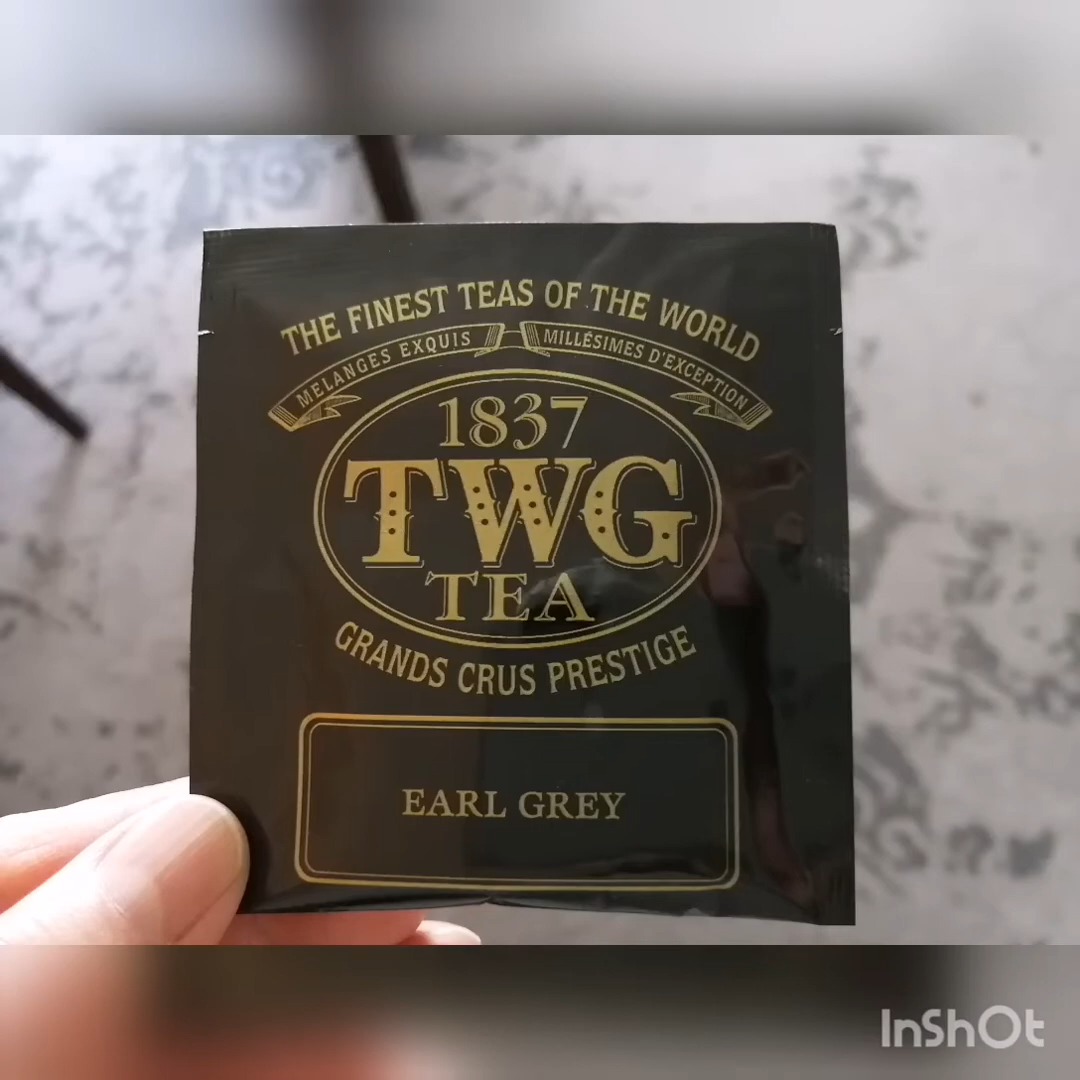 THE FINEST TEAS OF THE WORLD
MELANGES EXQUIS MILLÉSIMES D'EXCEPTION
1837
TWG
TEA
GRANDS CRUS PRESTIGE
EARL GREY
InShOt